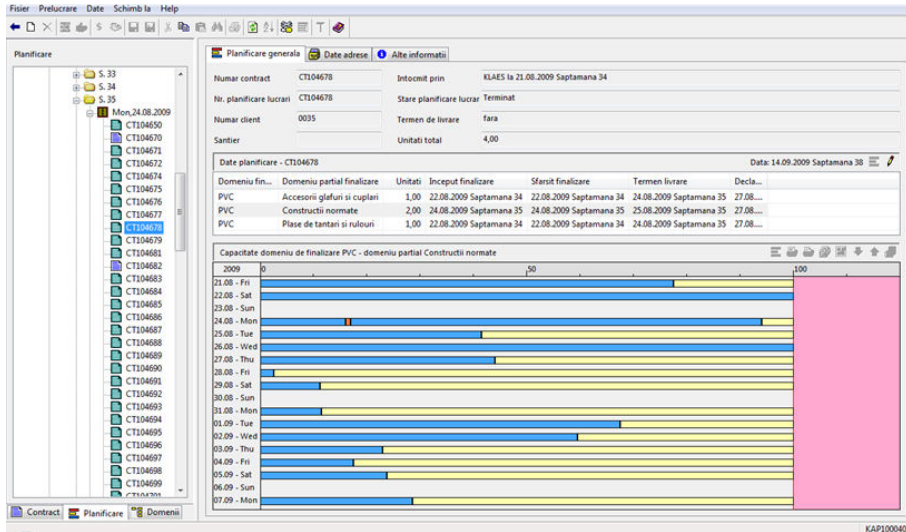 Fisier Prelucrare Date Schimb la Help
Planificare
S. 33
S. 34
S. 35
Mon,24.08.2009
CT104650
CT104670
CT104671
CT104672
CT104674
CT104675
CT104676
CT104677
CT104678
CT104679
CT104681
CT104682
CT104683
CT104684
CT104685
CT104686
CT104687
CT104688
CT104689
CT104690
CT104691
CT104692
CT104693
CT104694
CT104695
CT104696
CT104697
CT104698
CT104699
CT104701
Contract Planificare Domenii
Planificare generala Date adrese Alte informatii
Numar contract CT104678 Intocmit prin KLAES la 21.08.2009 Saptamana 34
Nr. planificare lucrari CT104678 Stare planificare lucrar Terminat
Numar client 0035 Termen de livrare fara
Santier Unitati total 4,00
Date planificare - CT104678 Data: 14.09.2009 Saptamana 38
Domeniu fin... Domeniu partial finalizare Unitati Inceput finalizare Sfarsit finalizare Termen livrare Decla...
PVC Accesorii glafuri si cuplari 1,00 22.08.2009 Saptamana 34 22.08.2009 Saptamana 34 24.08.2009 Saptamana 35 27.08....
PVC Constructii normate 2,00 24.08.2009 Saptamana 35 24.08.2009 Saptamana 35 25.08.2009 Saptamana 35 27.08....
PVC Plase de tantari si rulouri 1,00 22.08.2009 Saptamana 34 22.08.2009 Saptamana 34 24.08.2009 Saptamana 35 27.08....
Capacitate domeniu de finalizare PVC - domeniu partial Constructii normate
2009 0 50 100
21.08 - Fri
22.08 - Sat
23.08 - Sun
24.08 - Mon
25.08 - Tue
26.08 - Wed
27.08 - Thu
28.08 - Fri
29.08 - Sat
30.08 - Sun
31.08 - Mon
01.09 - Tue
02.09 - Wed
03.09 - Thu
04.09 - Fri
05.09 - Sat
06.09 - Sun
07.09 - Mon
KAP100040